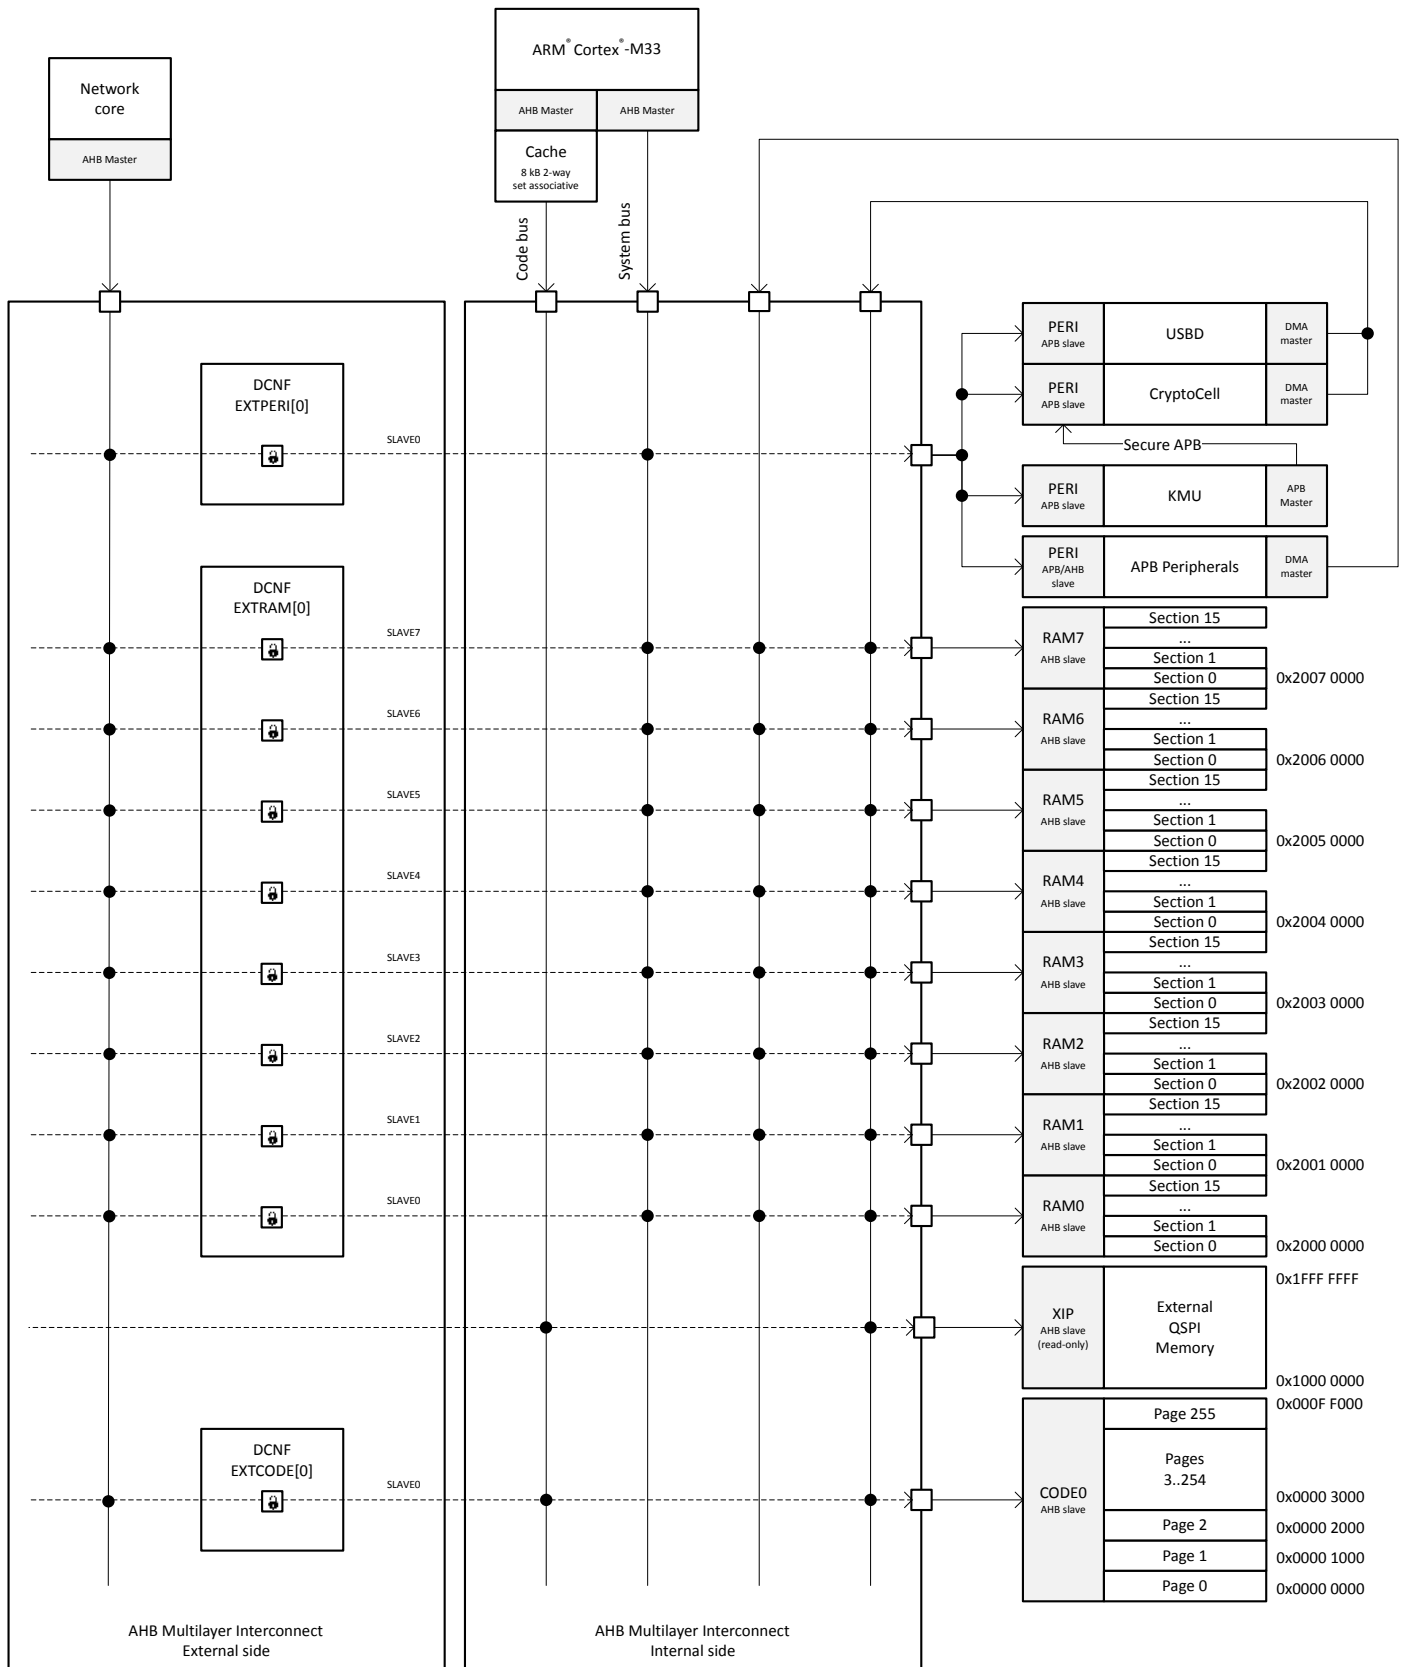 ARM® Cortex®-M33
AHB Master
AHB Master
Cache
8 kB 2-way
set associative
Network
core
AHB Master
Code bus
System bus
DCNF
EXTPERI[0]
SLAVE0
PERI
APB slave
USBD
DMA
master
PERI
APB slave
CryptoCell
DMA
master
Secure APB
PERI
APB slave
KMU
APB
Master
PERI
APB/AHB
slave
APB Peripherals
DMA
master
DCNF
EXTRAM[0]
SLAVE7
RAM7
AHB slave
Section 15
...
Section 1
Section 0
0x2007 0000
SLAVE6
RAM6
AHB slave
Section 15
...
Section 1
Section 0
0x2006 0000
SLAVE5
RAM5
AHB slave
Section 15
...
Section 1
Section 0
0x2005 0000
SLAVE4
RAM4
AHB slave
Section 15
...
Section 1
Section 0
0x2004 0000
SLAVE3
RAM3
AHB slave
Section 15
...
Section 1
Section 0
0x2003 0000
SLAVE2
RAM2
AHB slave
Section 15
...
Section 1
Section 0
0x2002 0000
SLAVE1
RAM1
AHB slave
Section 15
...
Section 1
Section 0
0x2001 0000
SLAVE0
RAM0
AHB slave
Section 15
...
Section 1
Section 0
0x2000 0000
XIP
AHB slave
(read-only)
External
QSPI
Memory
0x1FFF FFFF
0x1000 0000
DCNF
EXTCODE[0]
SLAVE0
CODE0
AHB slave
Page 255
0x000F F000
Pages
3..254
0x0000 3000
Page 2
0x0000 2000
Page 1
0x0000 1000
Page 0
0x0000 0000
AHB Multilayer Interconnect
External side
AHB Multilayer Interconnect
Internal side